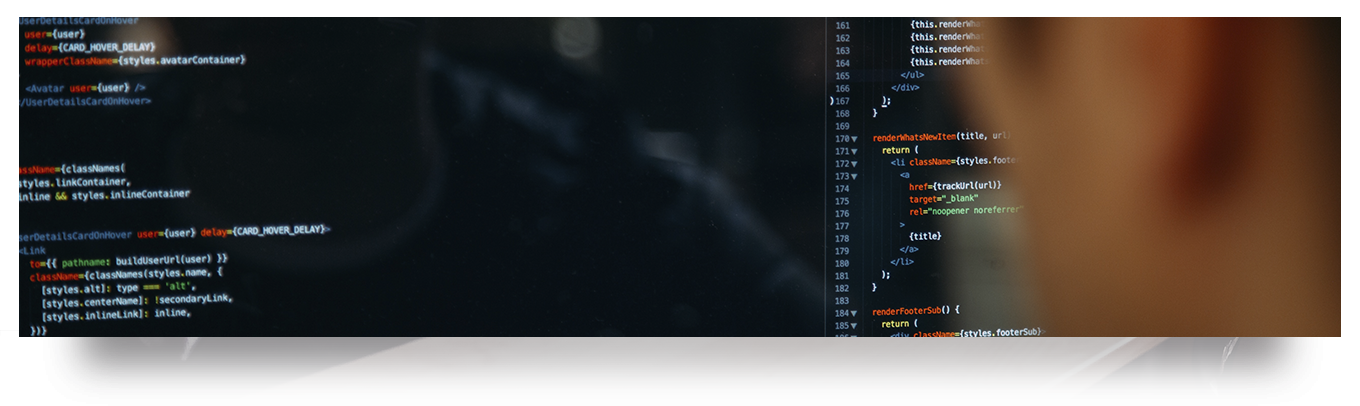 UserDetailsCardOnHover
user={user}
delay={CARD_HOVER_DELAY}
wrapperClassName={styles.avatarContainer}
<Avatar user={user} />
/UserDetailsCardOnHover>
assName={classNames(
styles.linkContainer,
inline && styles.inlineContainer
serDetailsCardOnHover user={user} delay={CARD_HOVER_DELAY}>
<Link
to={{ pathname: buildUserUrl(user) }}
className={classNames(styles.name, {
[styles.alt]: type === 'alt',
[styles.centerName]: !secondaryLink,
[styles.inlineLink]: inline,
})}
161 {this.renderWha
162 {this.renderWha
163 {this.renderWhat
164 {this.renderWhats
165 </ul>
166 </div>
167 );
168 }
169
170 renderWhatsNewItem(title, url
171 return (
172 <li className={styles.foote
173 <a
174 href={trackUrl(url)}
175 target="_blank"
176 rel="noopener noreferrer"
177 >
178 {title}
179 </a>
180 </li>
181 );
182 }
183
184 renderFooterSub() {
185 return (
<div className={styles.footerSub}>